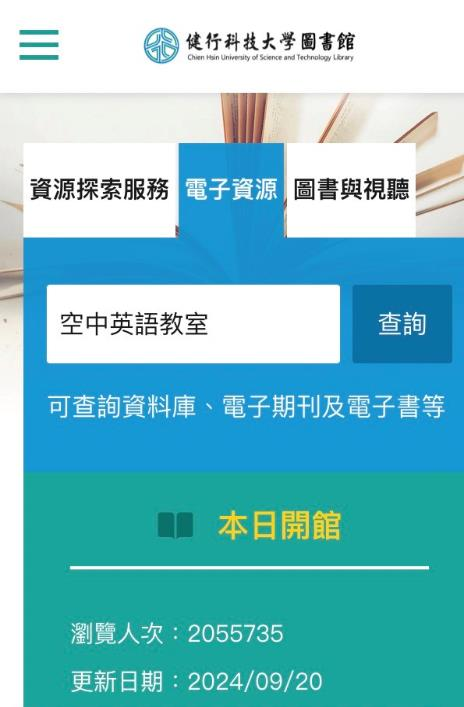 健行科技大學圖書館
Chien Hsin University of Science and Technology Library
資源探索服務 電子資源 圖書與視聽
空中英語教室 查詢
可查詢資料庫、電子期刊及電子書等
本日開館
瀏覽人次：2055735
更新日期：2024/09/20